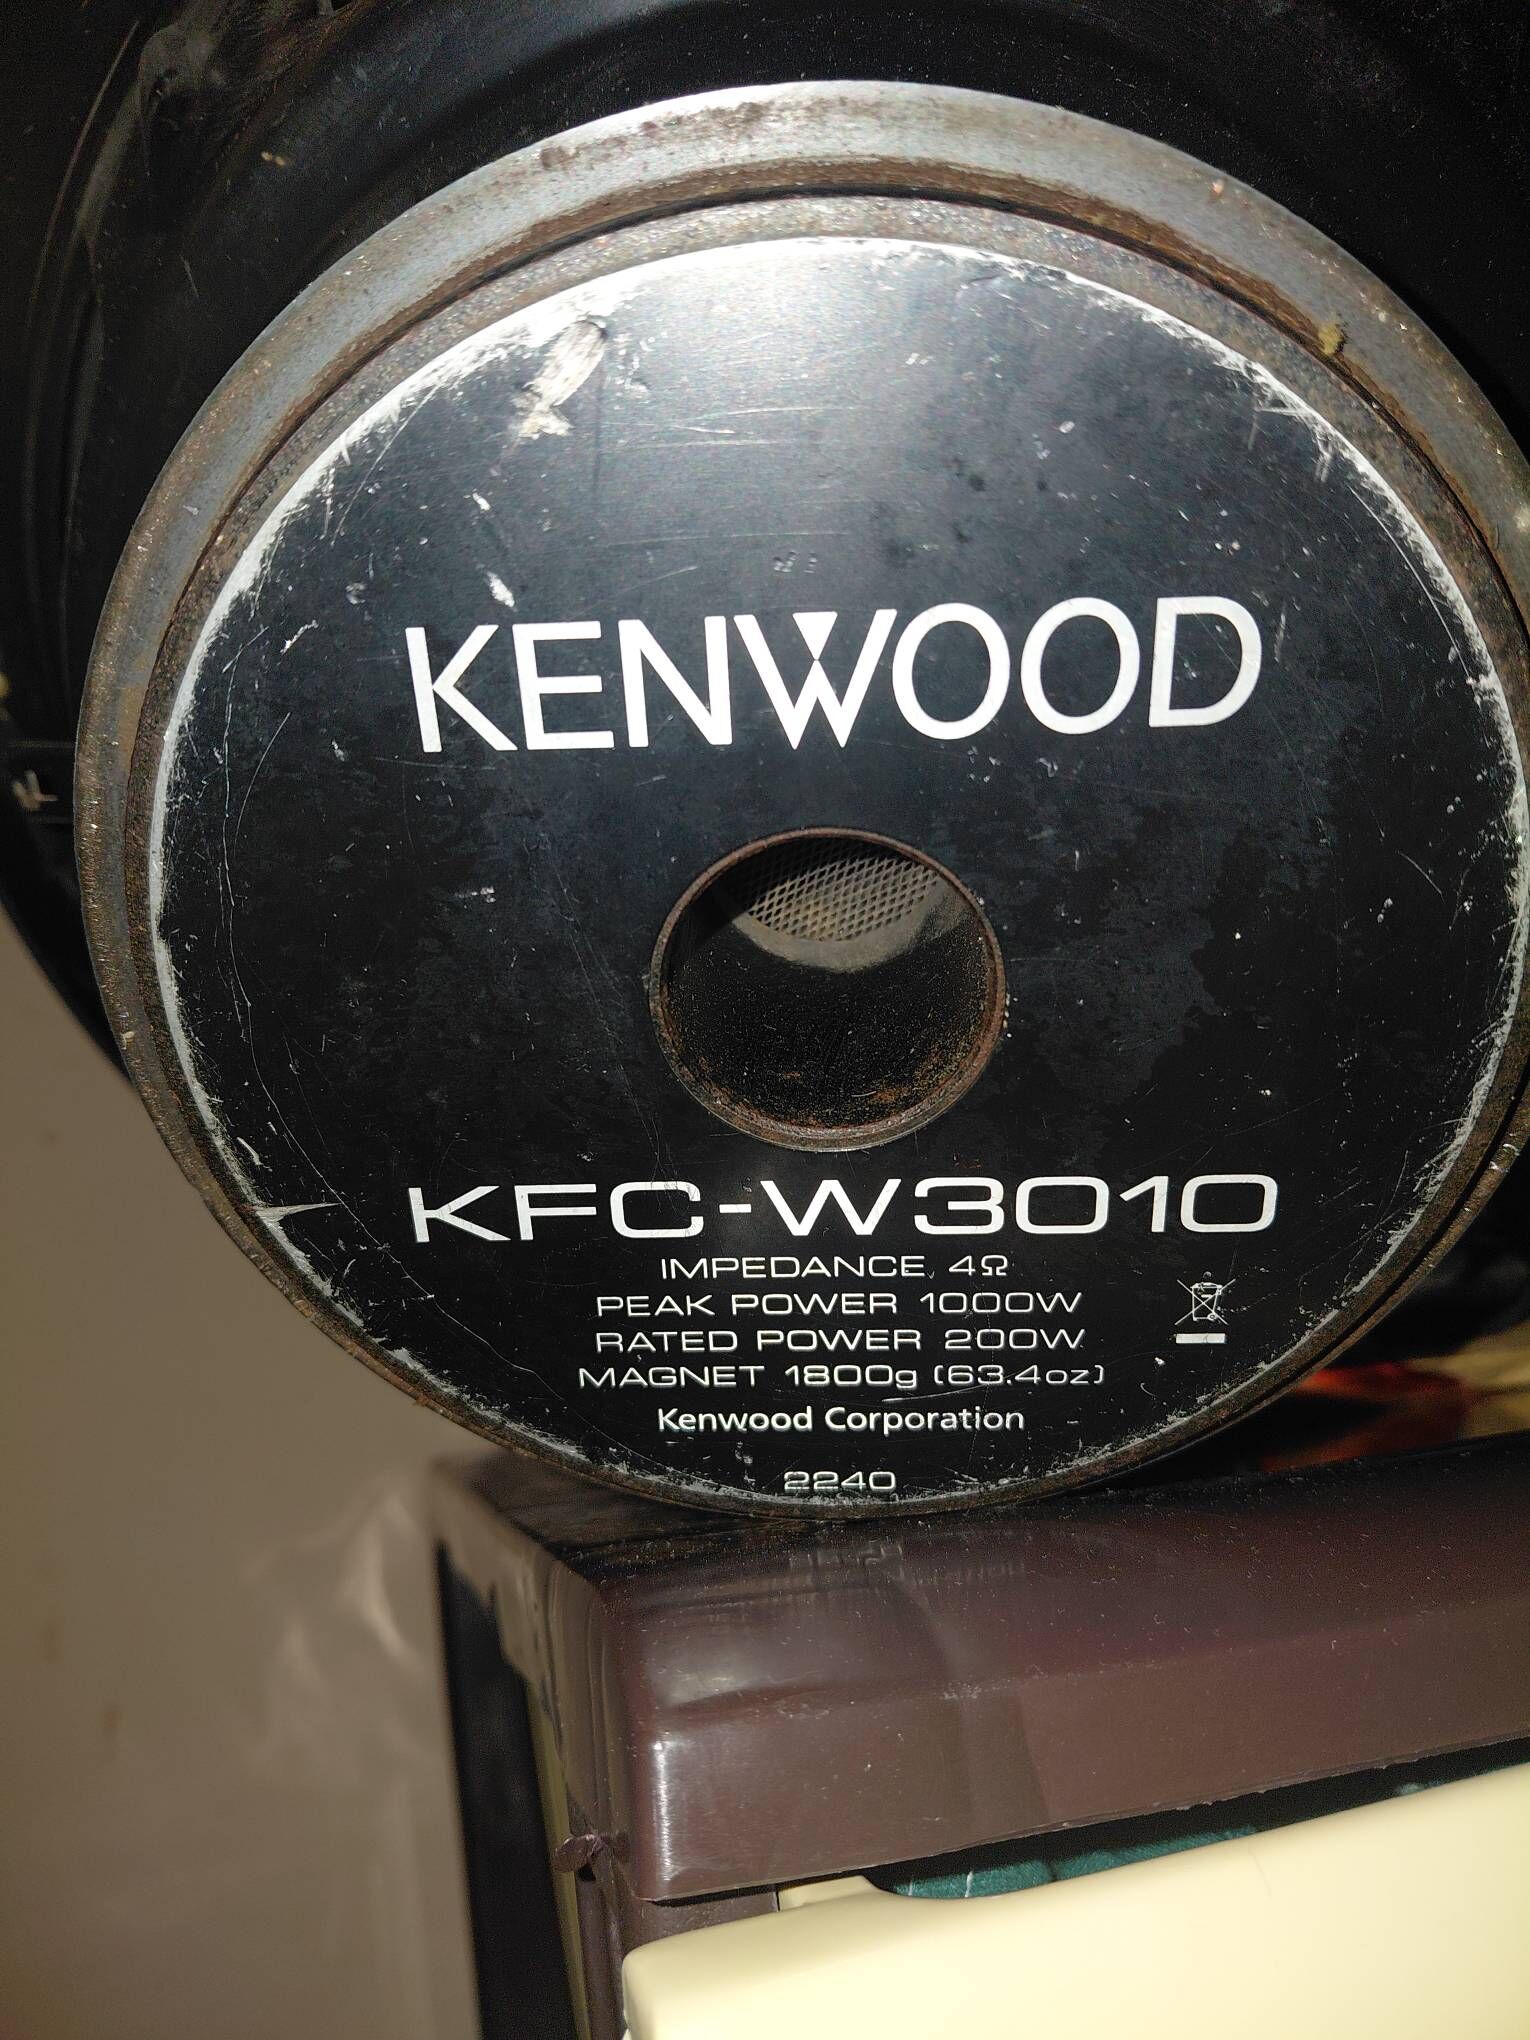 KENWOOD
KFC-W3010
IMPEDANCE 4Ω
PEAK POWER 1000W
RATED POWER 200W
MAGNET 1800g (63.4oz)
Kenwood Corporation
2240